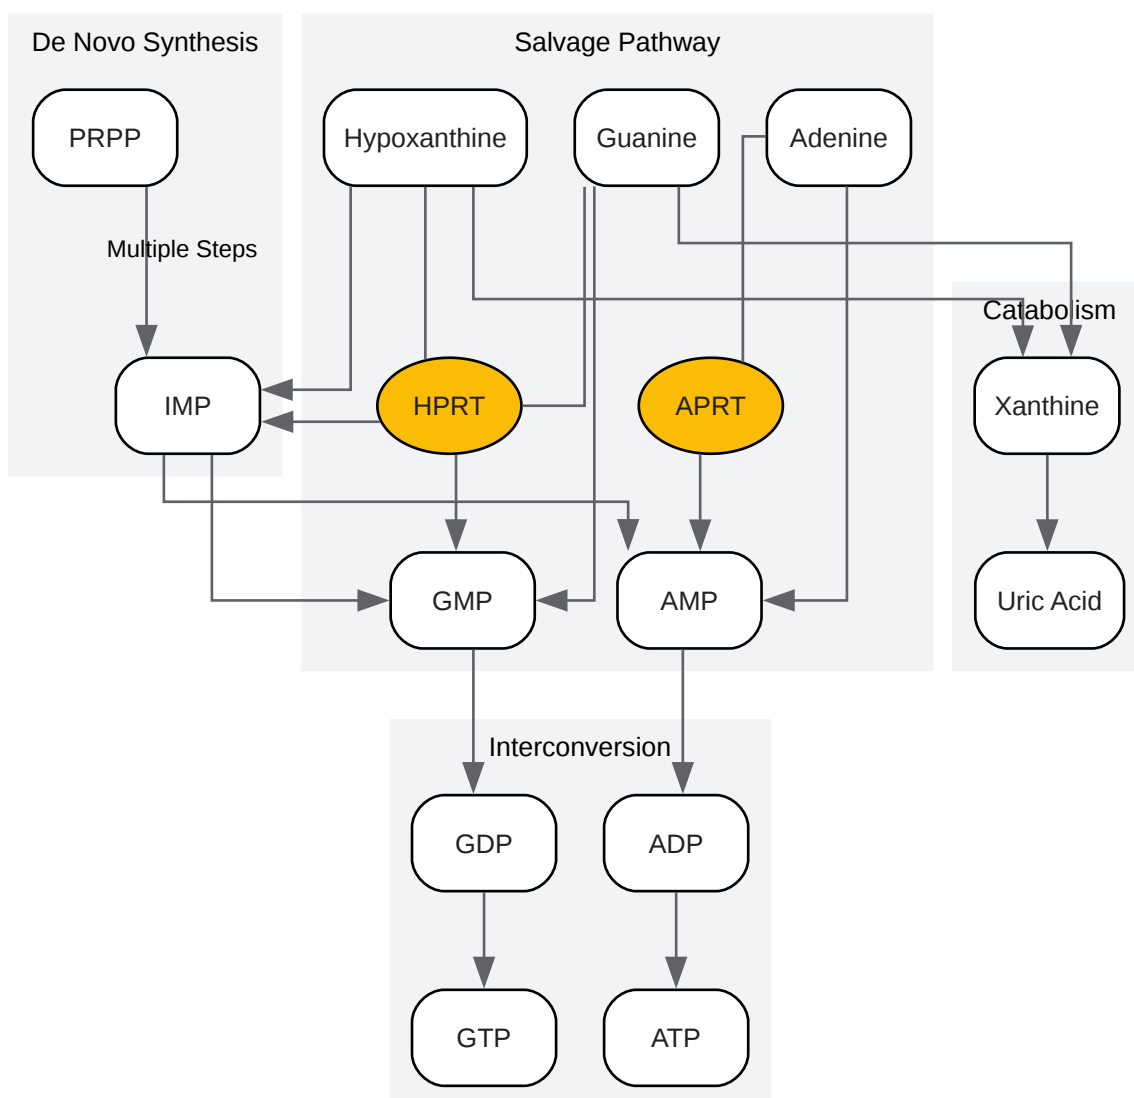 De Novo Synthesis
Salvage Pathway
PRPP
Hypoxanthine
Guanine
Adenine
Multiple Steps
Catabolism
IMP
HPRT
APRT
Xanthine
GMP
AMP
Uric Acid
Interconversion
GDP
ADP
GTP
ATP